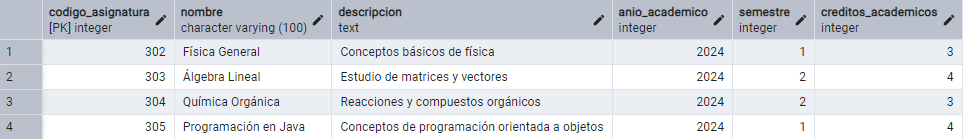 codigo_asignatura nombre descripcion anio_academico semestre creditos_academicos
[PK] integer character varying (100) text integer integer integer
1 302 Física General Conceptos básicos de física 2024 1 3
2 303 Álgebra Lineal Estudio de matrices y vectores 2024 2 4
3 304 Química Orgánica Reacciones y compuestos orgánicos 2024 2 3
4 305 Programación en Java Conceptos de programación orientada a objetos 2024 1 4